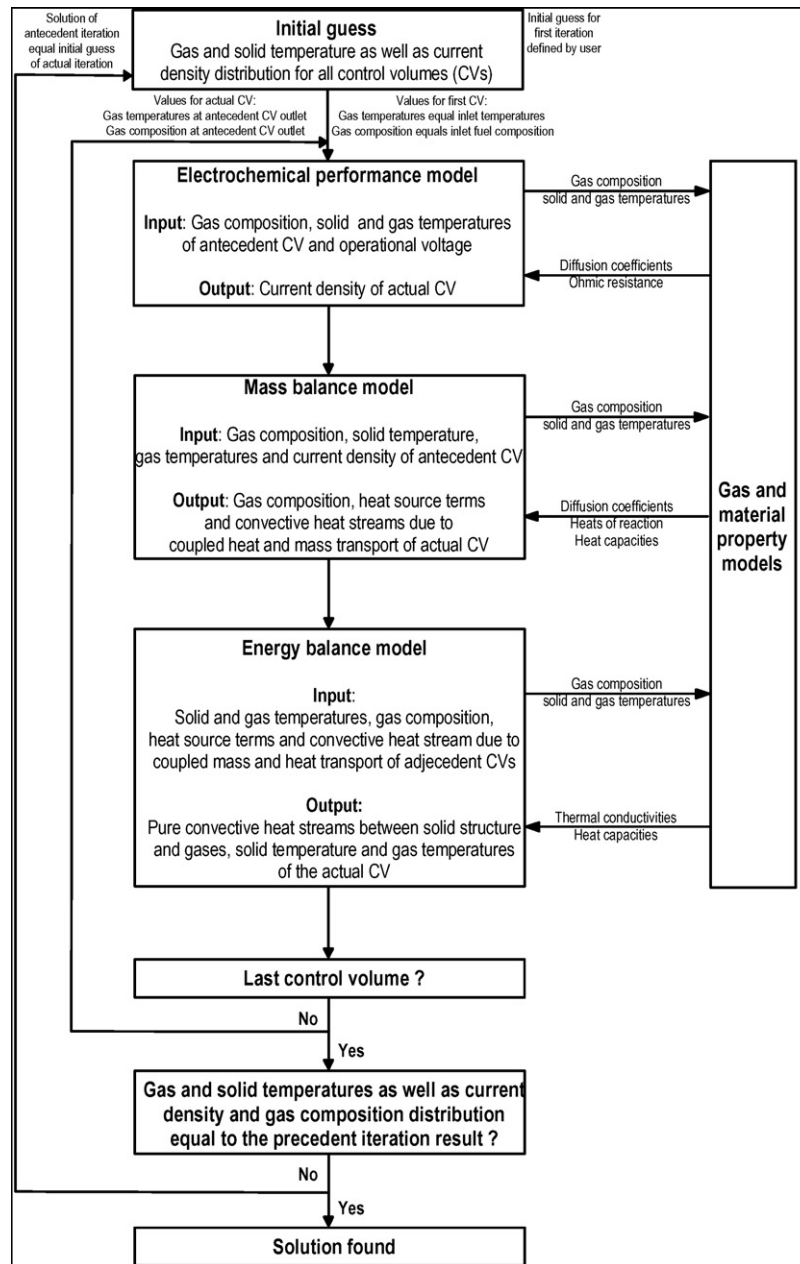 Solution of
antecedent iteration
equal initial guess
of actual iteration
Initial guess
Gas and solid temperature as well as current
density distribution for all control volumes (CVs)
Initial guess for
first iteration
defined by user
Values for actual CV:
Gas temperatures at antecedent CV outlet
Gas composition at antecedent CV outlet
Values for first CV:
Gas temperatures equal inlet temperatures
Gas composition equals inlet fuel composition
Electrochemical performance model
Input: Gas composition, solid and gas temperatures
of antecedent CV and operational voltage
Output: Current density of actual CV
Gas composition
solid and gas temperatures
Diffusion coefficients
Ohmic resistance
Mass balance model
Input: Gas composition, solid temperature,
gas temperatures and current density of antecedent CV
Output: Gas composition, heat source terms
and convective heat streams due to
coupled heat and mass transport of actual CV
Gas composition
solid and gas temperatures
Diffusion coefficients
Heats of reaction
Heat capacities
Gas and
material
property
models
Energy balance model
Input:
Solid and gas temperatures, gas composition,
heat source terms and convective heat stream due to
coupled mass and heat transport of adjecedent CVs
Output:
Pure convective heat streams between solid structure
and gases, solid temperature and gas temperatures
of the actual CV
Gas composition
solid and gas temperatures
Thermal conductivities
Heat capacities
Last control volume ?
No
Yes
Gas and solid temperatures as well as current
density and gas composition distribution
equal to the precedent iteration result ?
No
Yes
Solution found